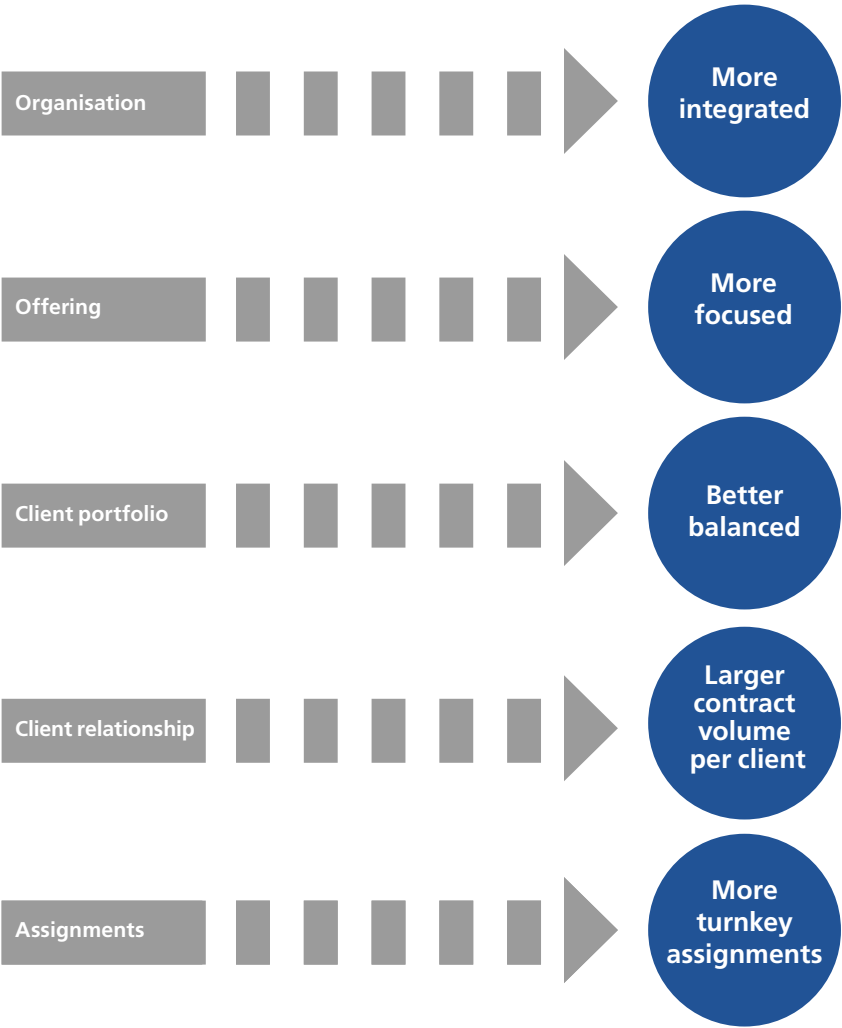 Organisation
More
integrated
Offering
More
focused
Client portfolio
Better
balanced
Client relationship
Larger
contract
volume
per client
Assignments
More
turnkey
assignments